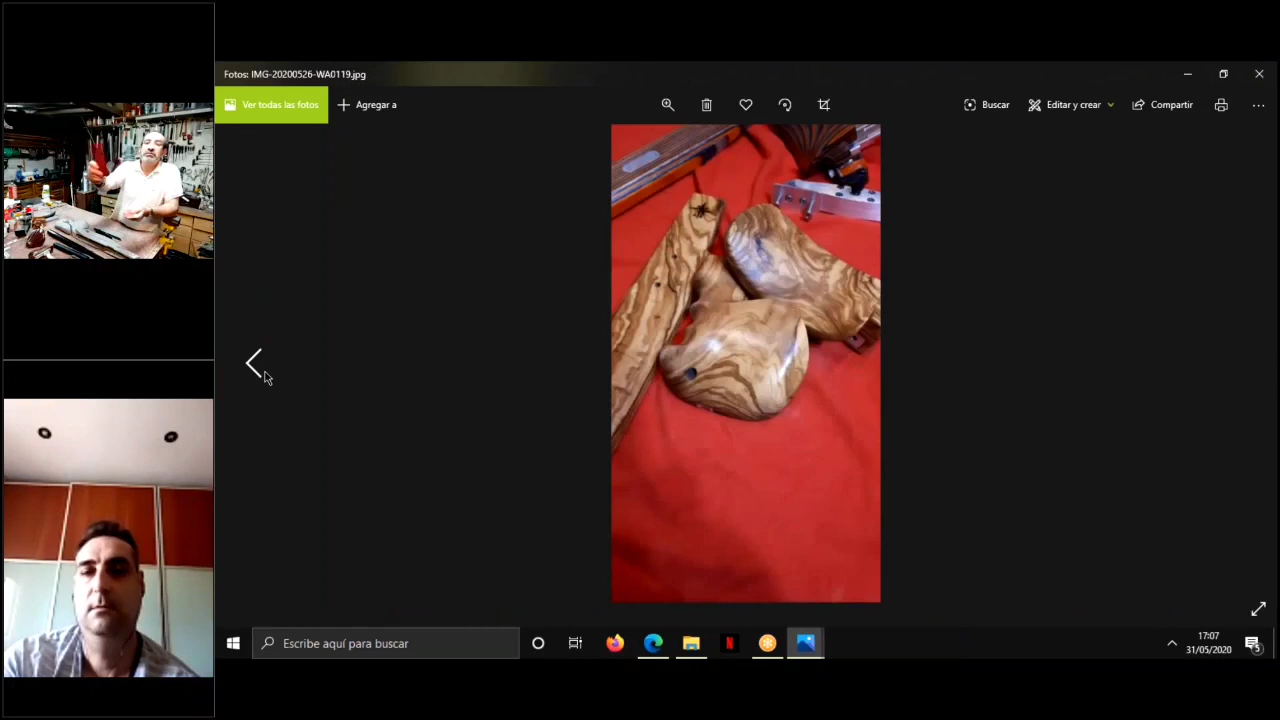 Fotos: IMG-20200526-WA0119.jpg
Ver todas las fotos
Agregar a
Buscar
Editar y crear
Compartir
Escribe aquí para buscar
N
17:07
31/05/2020
5